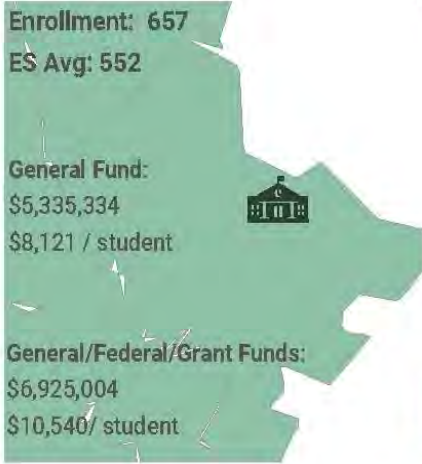 Enrollment: 657
ES Avg: 552
General Fund:
$5,335,334
$8,121 / student
General/Federal/Grant Funds:
$6,925,004
$10,540/ student